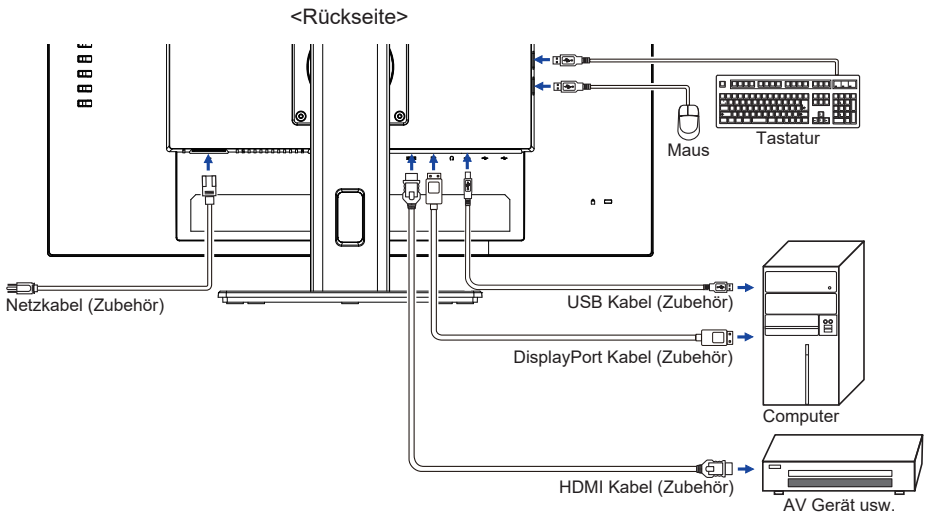 <Rückseite>
Maus
Tastatur
Netzkabel (Zubehör)
USB Kabel (Zubehör)
DisplayPort Kabel (Zubehör)
Computer
HDMI Kabel (Zubehör)
AV Gerät usw.